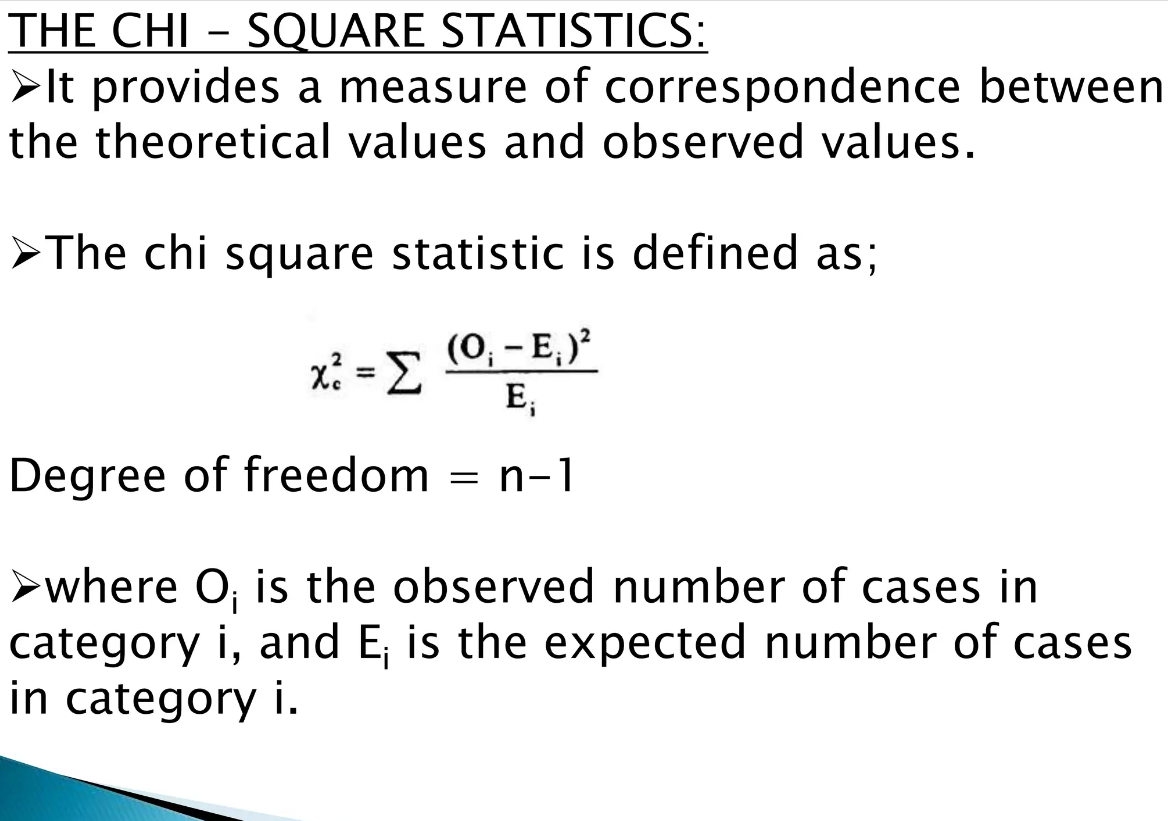 THE CHI – SQUARE STATISTICS:
➢It provides a measure of correspondence between
the theoretical values and observed values.
➢The chi square statistic is defined as;
χ²c = ∑ (Oi – Ei)² / Ei
Degree of freedom = n–1
➢where Oi is the observed number of cases in
category i, and Ei is the expected number of cases
in category i.